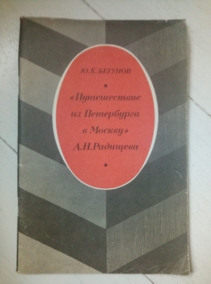 Ю.К.БЕГУНОВ
«Путешествие
из Петербурга
в Москву»
А.Н.Радищева